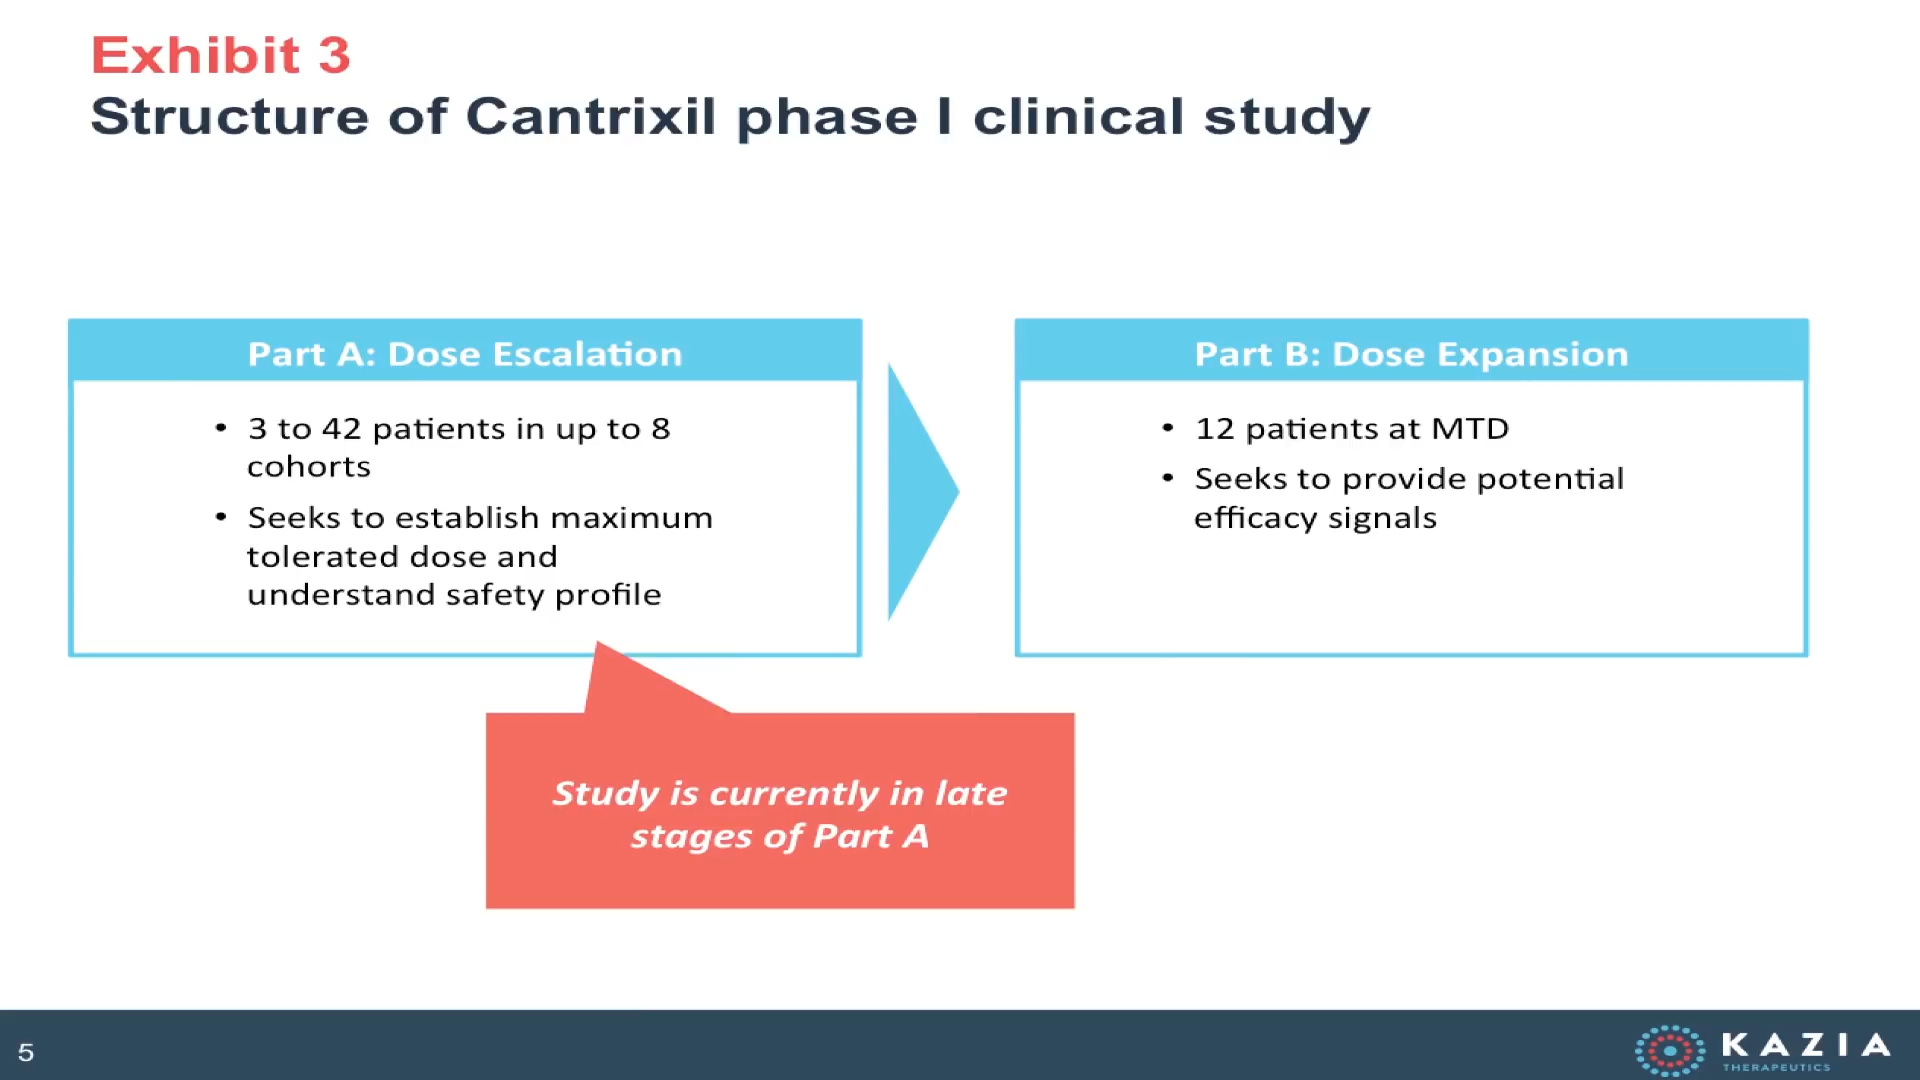 Exhibit 3
Structure of Cantrixil phase I clinical study
Part A: Dose Escalation
• 3 to 42 patients in up to 8
cohorts
• Seeks to establish maximum
tolerated dose and
understand safety profile
Part B: Dose Expansion
• 12 patients at MTD
• Seeks to provide potential
efficacy signals
Study is currently in late
stages of Part A
5
KAZIA
THERAPEUTICS